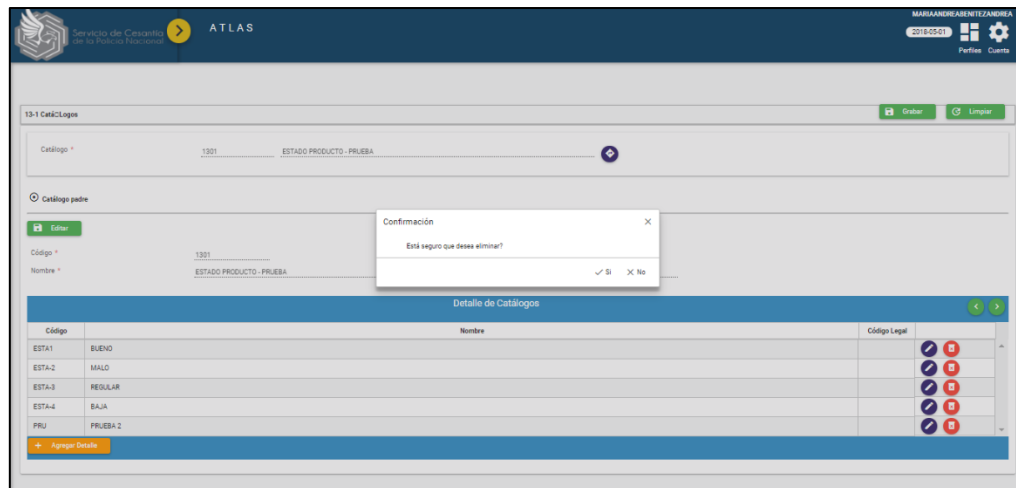 MARIAANDREABENITEZANDREA
Servicio de Cesantía
de la Policía Nacional
ATLAS
2018-05-01
Perfiles Cuenta
13-1 Catá□Logos
Grabar Limpiar
Catálogo * 1301 ESTADO PRODUCTO - PRUEBA
Catálogo padre
Editar
Código * 1301
Nombre * ESTADO PRODUCTO - PRUEBA
Confirmación
Está seguro que desea eliminar?
Si No
Detalle de Catálogos
Código Nombre Código Legal
ESTA1 BUENO
ESTA-2 MALO
ESTA-3 REGULAR
ESTA-4 BAJA
PRU PRUEBA 2
Agregar Detalle